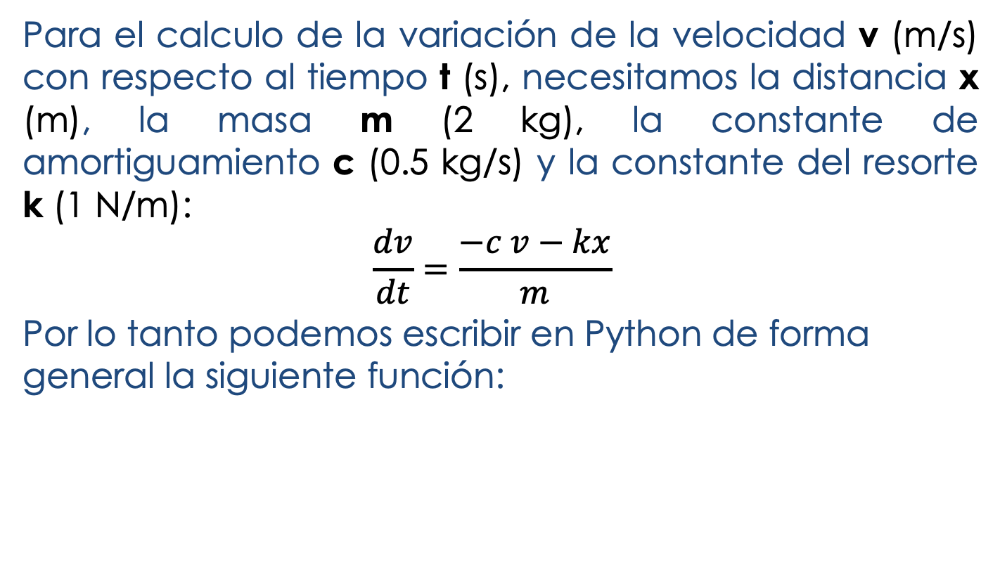 Para el calculo de la variación de la velocidad v (m/s)
con respecto al tiempo t (s), necesitamos la distancia x
(m), la masa m (2 kg), la constante de
amortiguamiento c (0.5 kg/s) y la constante del resorte
k (1 N/m):
dv/dt = (−c v − kx)/m
Por lo tanto podemos escribir en Python de forma
general la siguiente función: